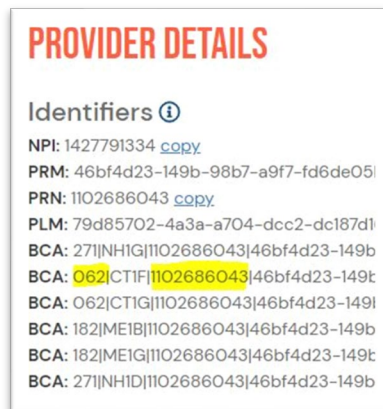 PROVIDER DETAILS
Identifiers
NPI: 1427791334 copy
PRM: 46bf4d23-149b-98b7-a9f7-fd6de05
PRN: 1102686043 copy
PLM: 79d85702-4a3a-a704-dcc2-dc187d1
BCA: 271|NH1G|1102686043|46bf4d23-149b
BCA: 062|CT1F|1102686043|46bf4d23-149b
BCA: 062|CT1G|1102686043|46bf4d23-149b
BCA: 182|ME1B|1102686043|46bf4d23-149b
BCA: 182|ME1G|1102686043|46bf4d23-149b
BCA: 271|NH1D|1102686043|46bf4d23-149b